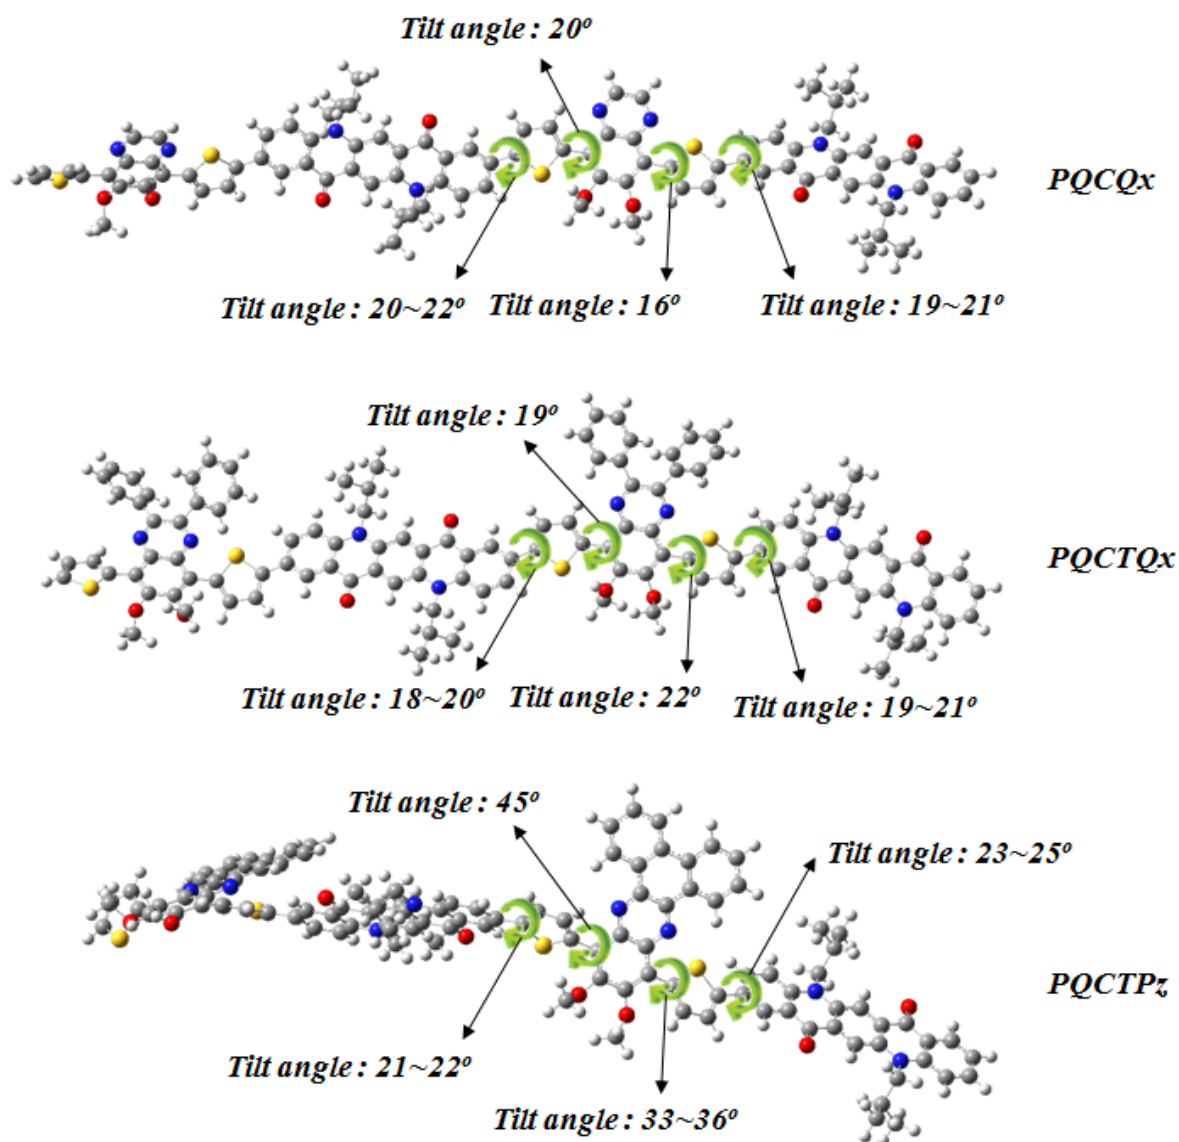 Tilt angle : 20º
PQCQx
Tilt angle : 20~22º
Tilt angle : 16º
Tilt angle : 19~21º
Tilt angle : 19º
PQCTQx
Tilt angle : 18~20º
Tilt angle : 22º
Tilt angle : 19~21º
Tilt angle : 45º
Tilt angle : 23~25º
PQCTPz
Tilt angle : 21~22º
Tilt angle : 33~36º